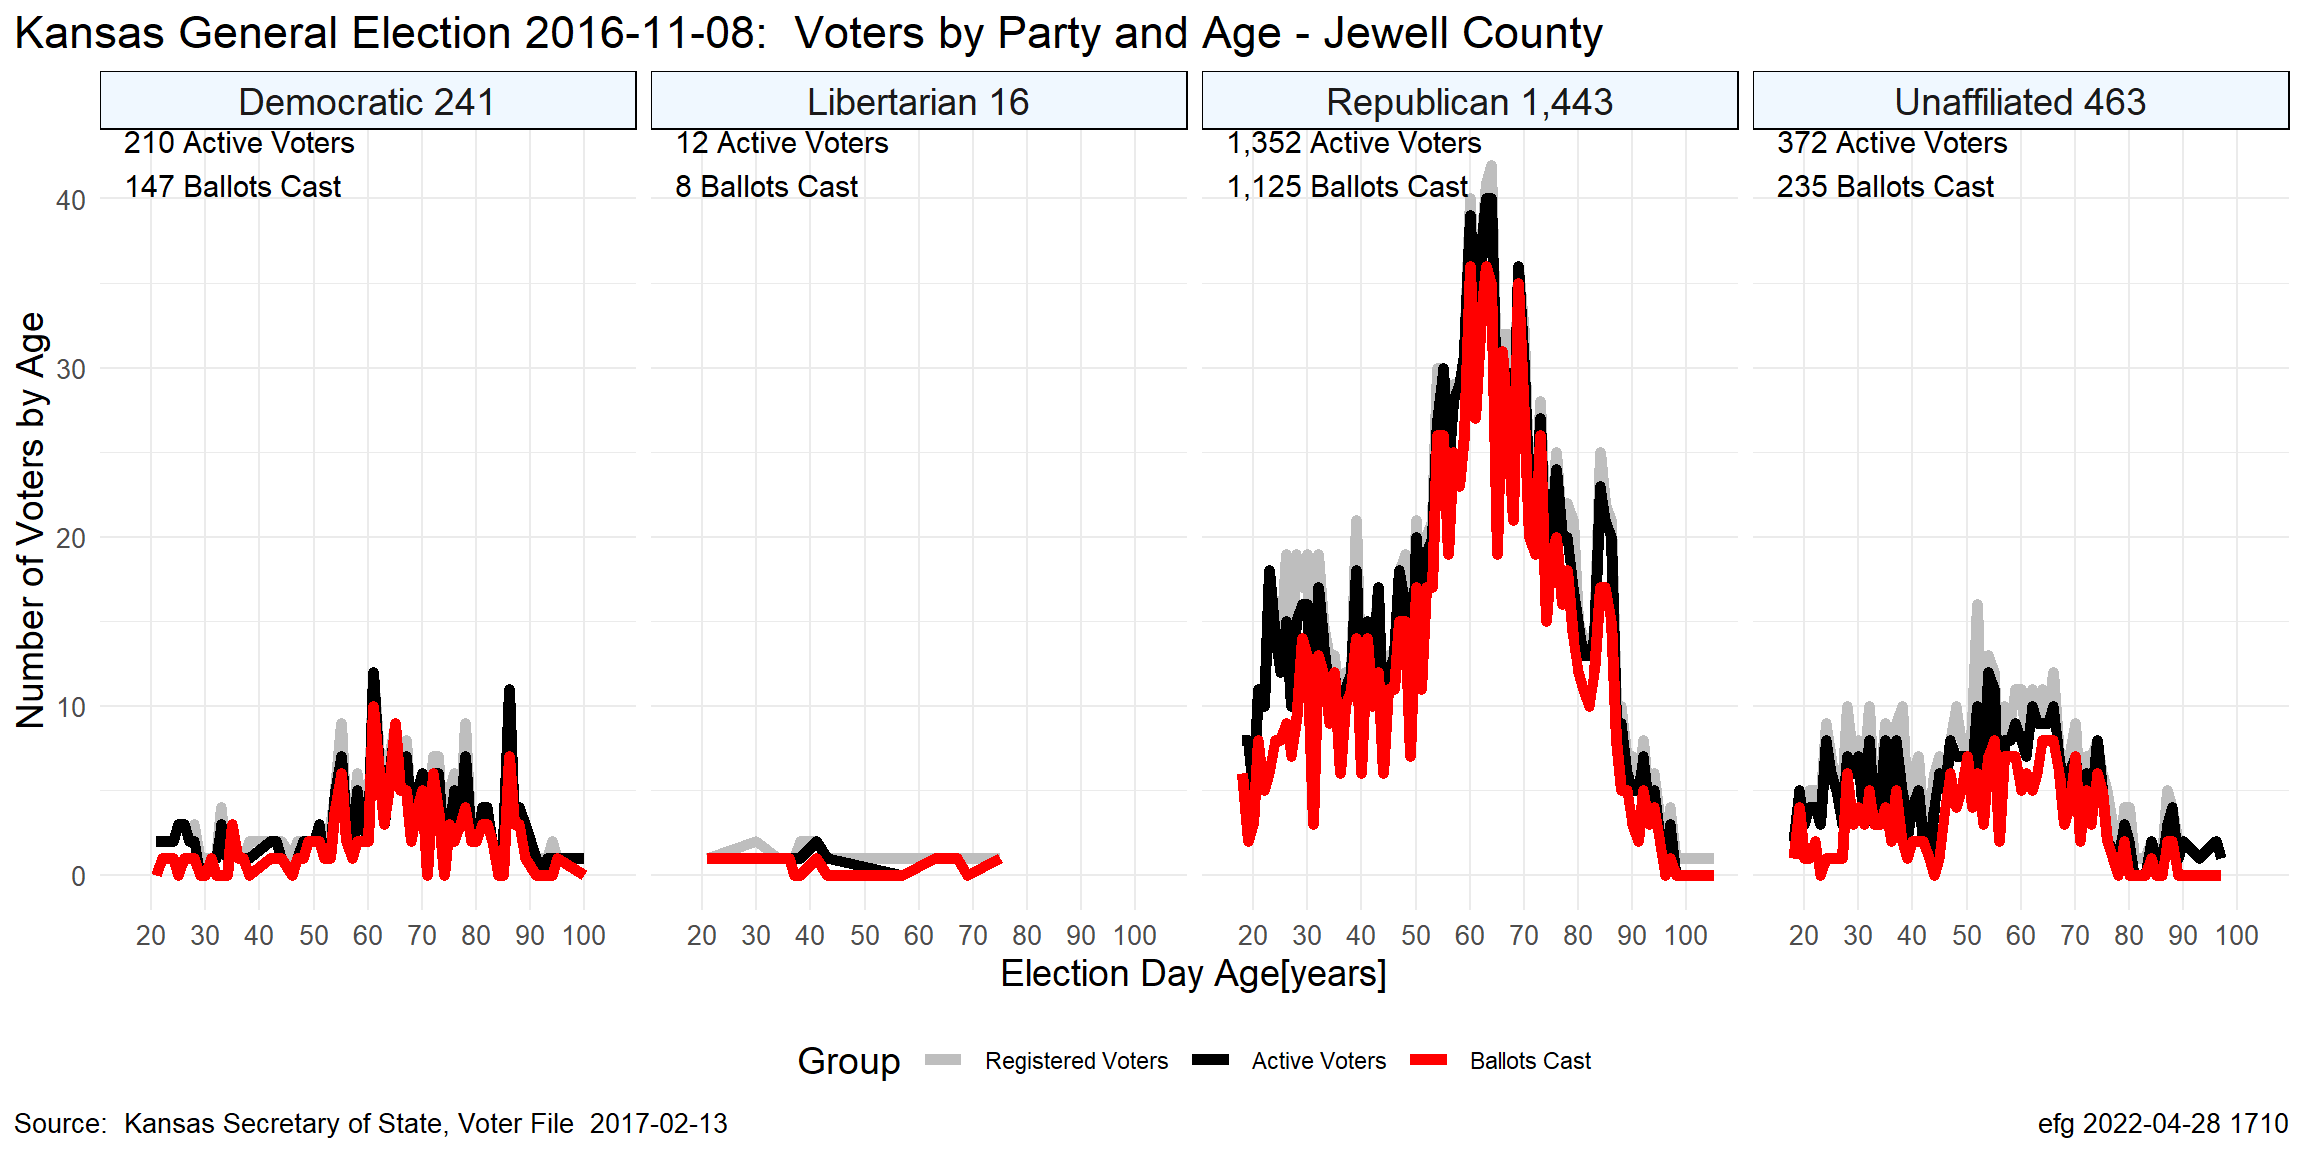 Kansas General Election 2016-11-08:  Voters by Party and Age - Jewell County
Democratic 241
Libertarian 16
Republican 1,443
Unaffiliated 463
210 Active Voters
147 Ballots Cast
12 Active Voters
8 Ballots Cast
1,352 Active Voters
1,125 Ballots Cast
372 Active Voters
235 Ballots Cast
Number of Voters by Age
40
30
20
10
0
20 30 40 50 60 70 80 90 100
20 30 40 50 60 70 80 90 100
20 30 40 50 60 70 80 90 100
20 30 40 50 60 70 80 90 100
Election Day Age[years]
Group Registered Voters Active Voters Ballots Cast
Source:  Kansas Secretary of State, Voter File  2017-02-13
efg 2022-04-28 1710